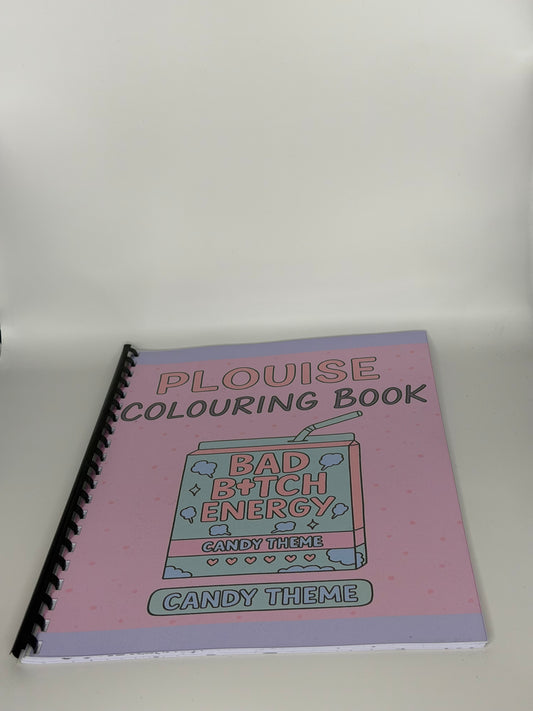 PLOUISE
COLOURING BOOK
BAD
B†TCH
ENERGY
CANDY THEME
CANDY THEME